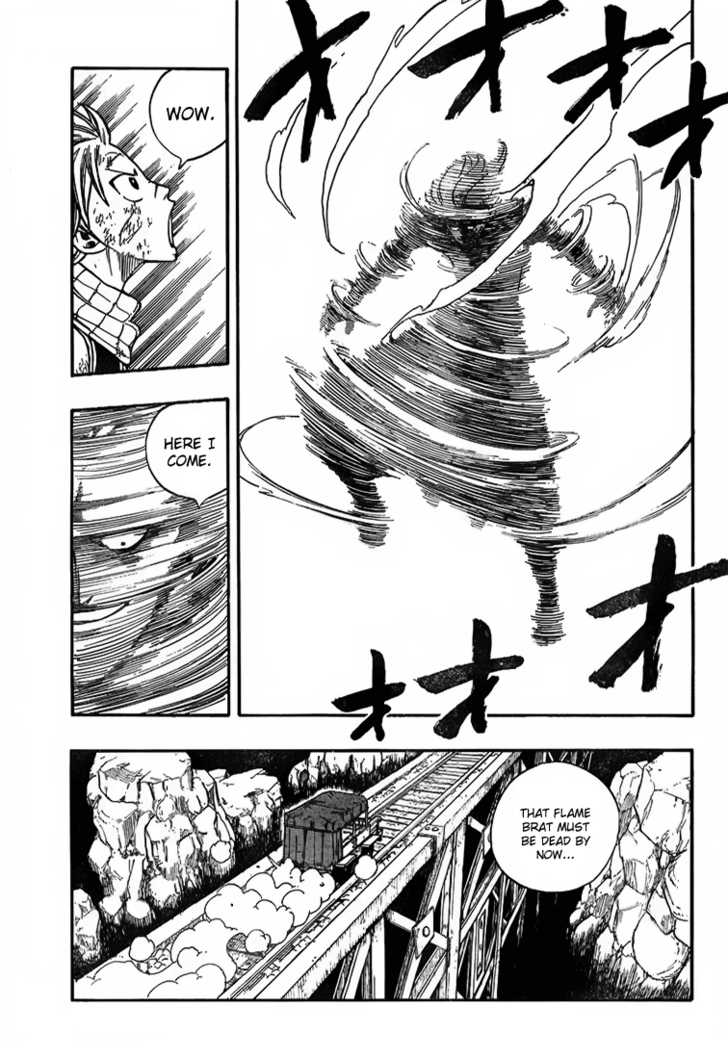 オオオオ
WOW.
HERE I
COME.
オオオ
THAT FLAME
BRAT MUST
BE DEAD BY
NOW...